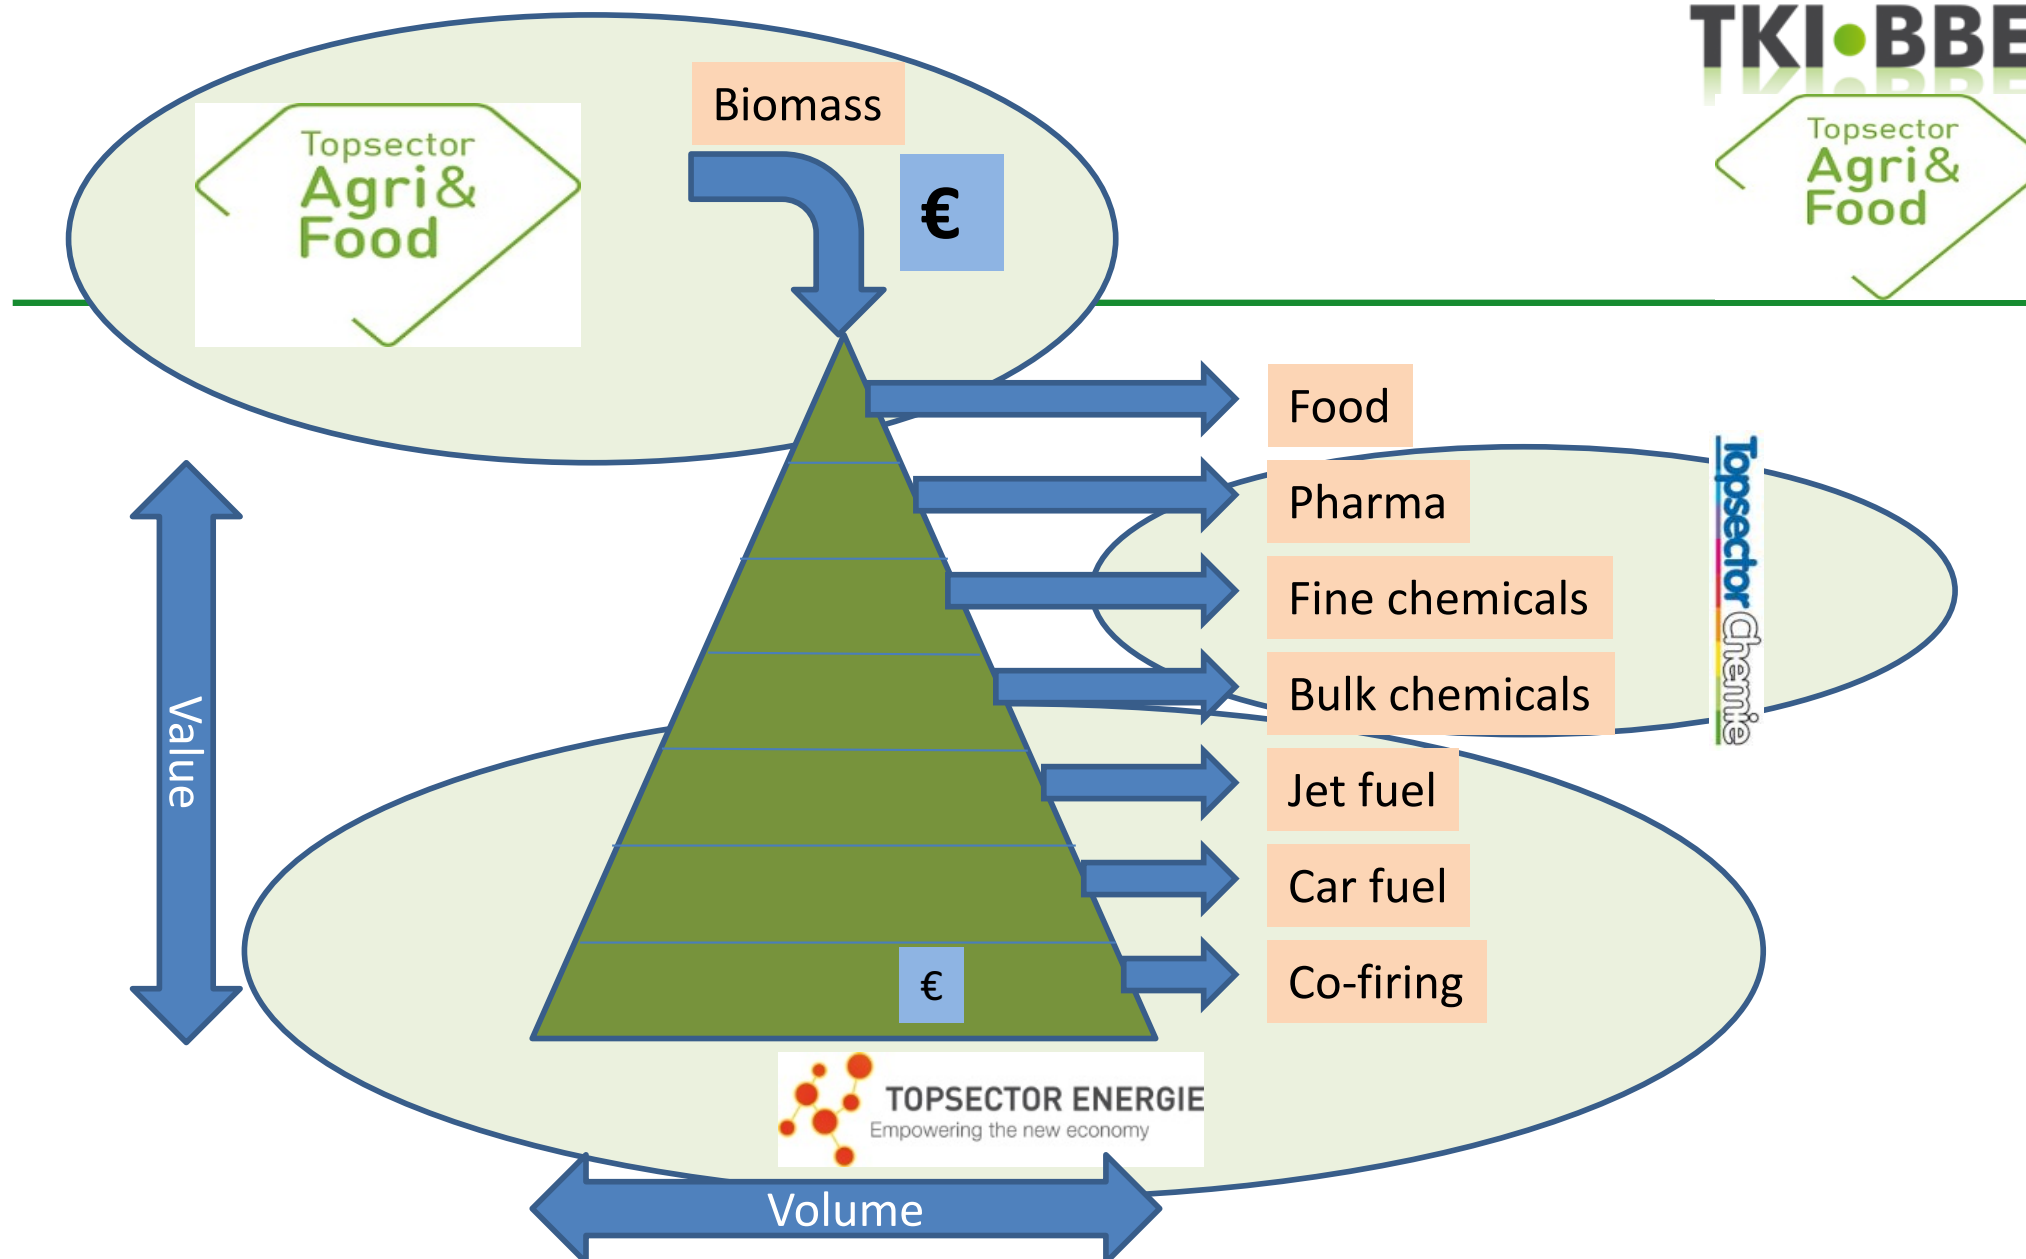 TKI•BBE
Biomass
Topsector
Agri&
Food
€
Topsector
Agri&
Food
Food
Pharma
Fine chemicals
Bulk chemicals
Jet fuel
Car fuel
Co-firing
Topsector Chemie
Value
€
TOPSECTOR ENERGIE
Empowering the new economy
Volume